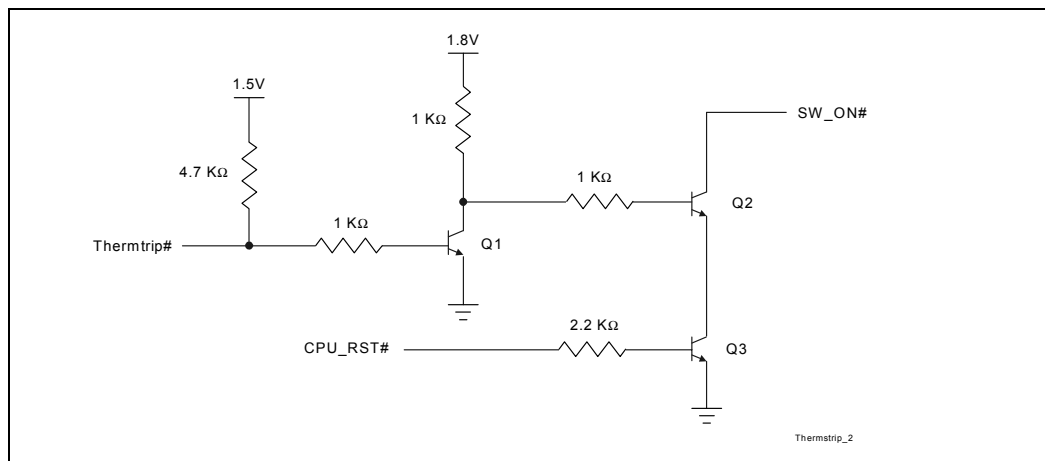 1.8V
1.5V
1 KΩ
SW_ON#
4.7 KΩ
1 KΩ
Q2
1 KΩ
Thermtrip#
Q1
2.2 KΩ
CPU_RST#
Q3
Thermstrip_2